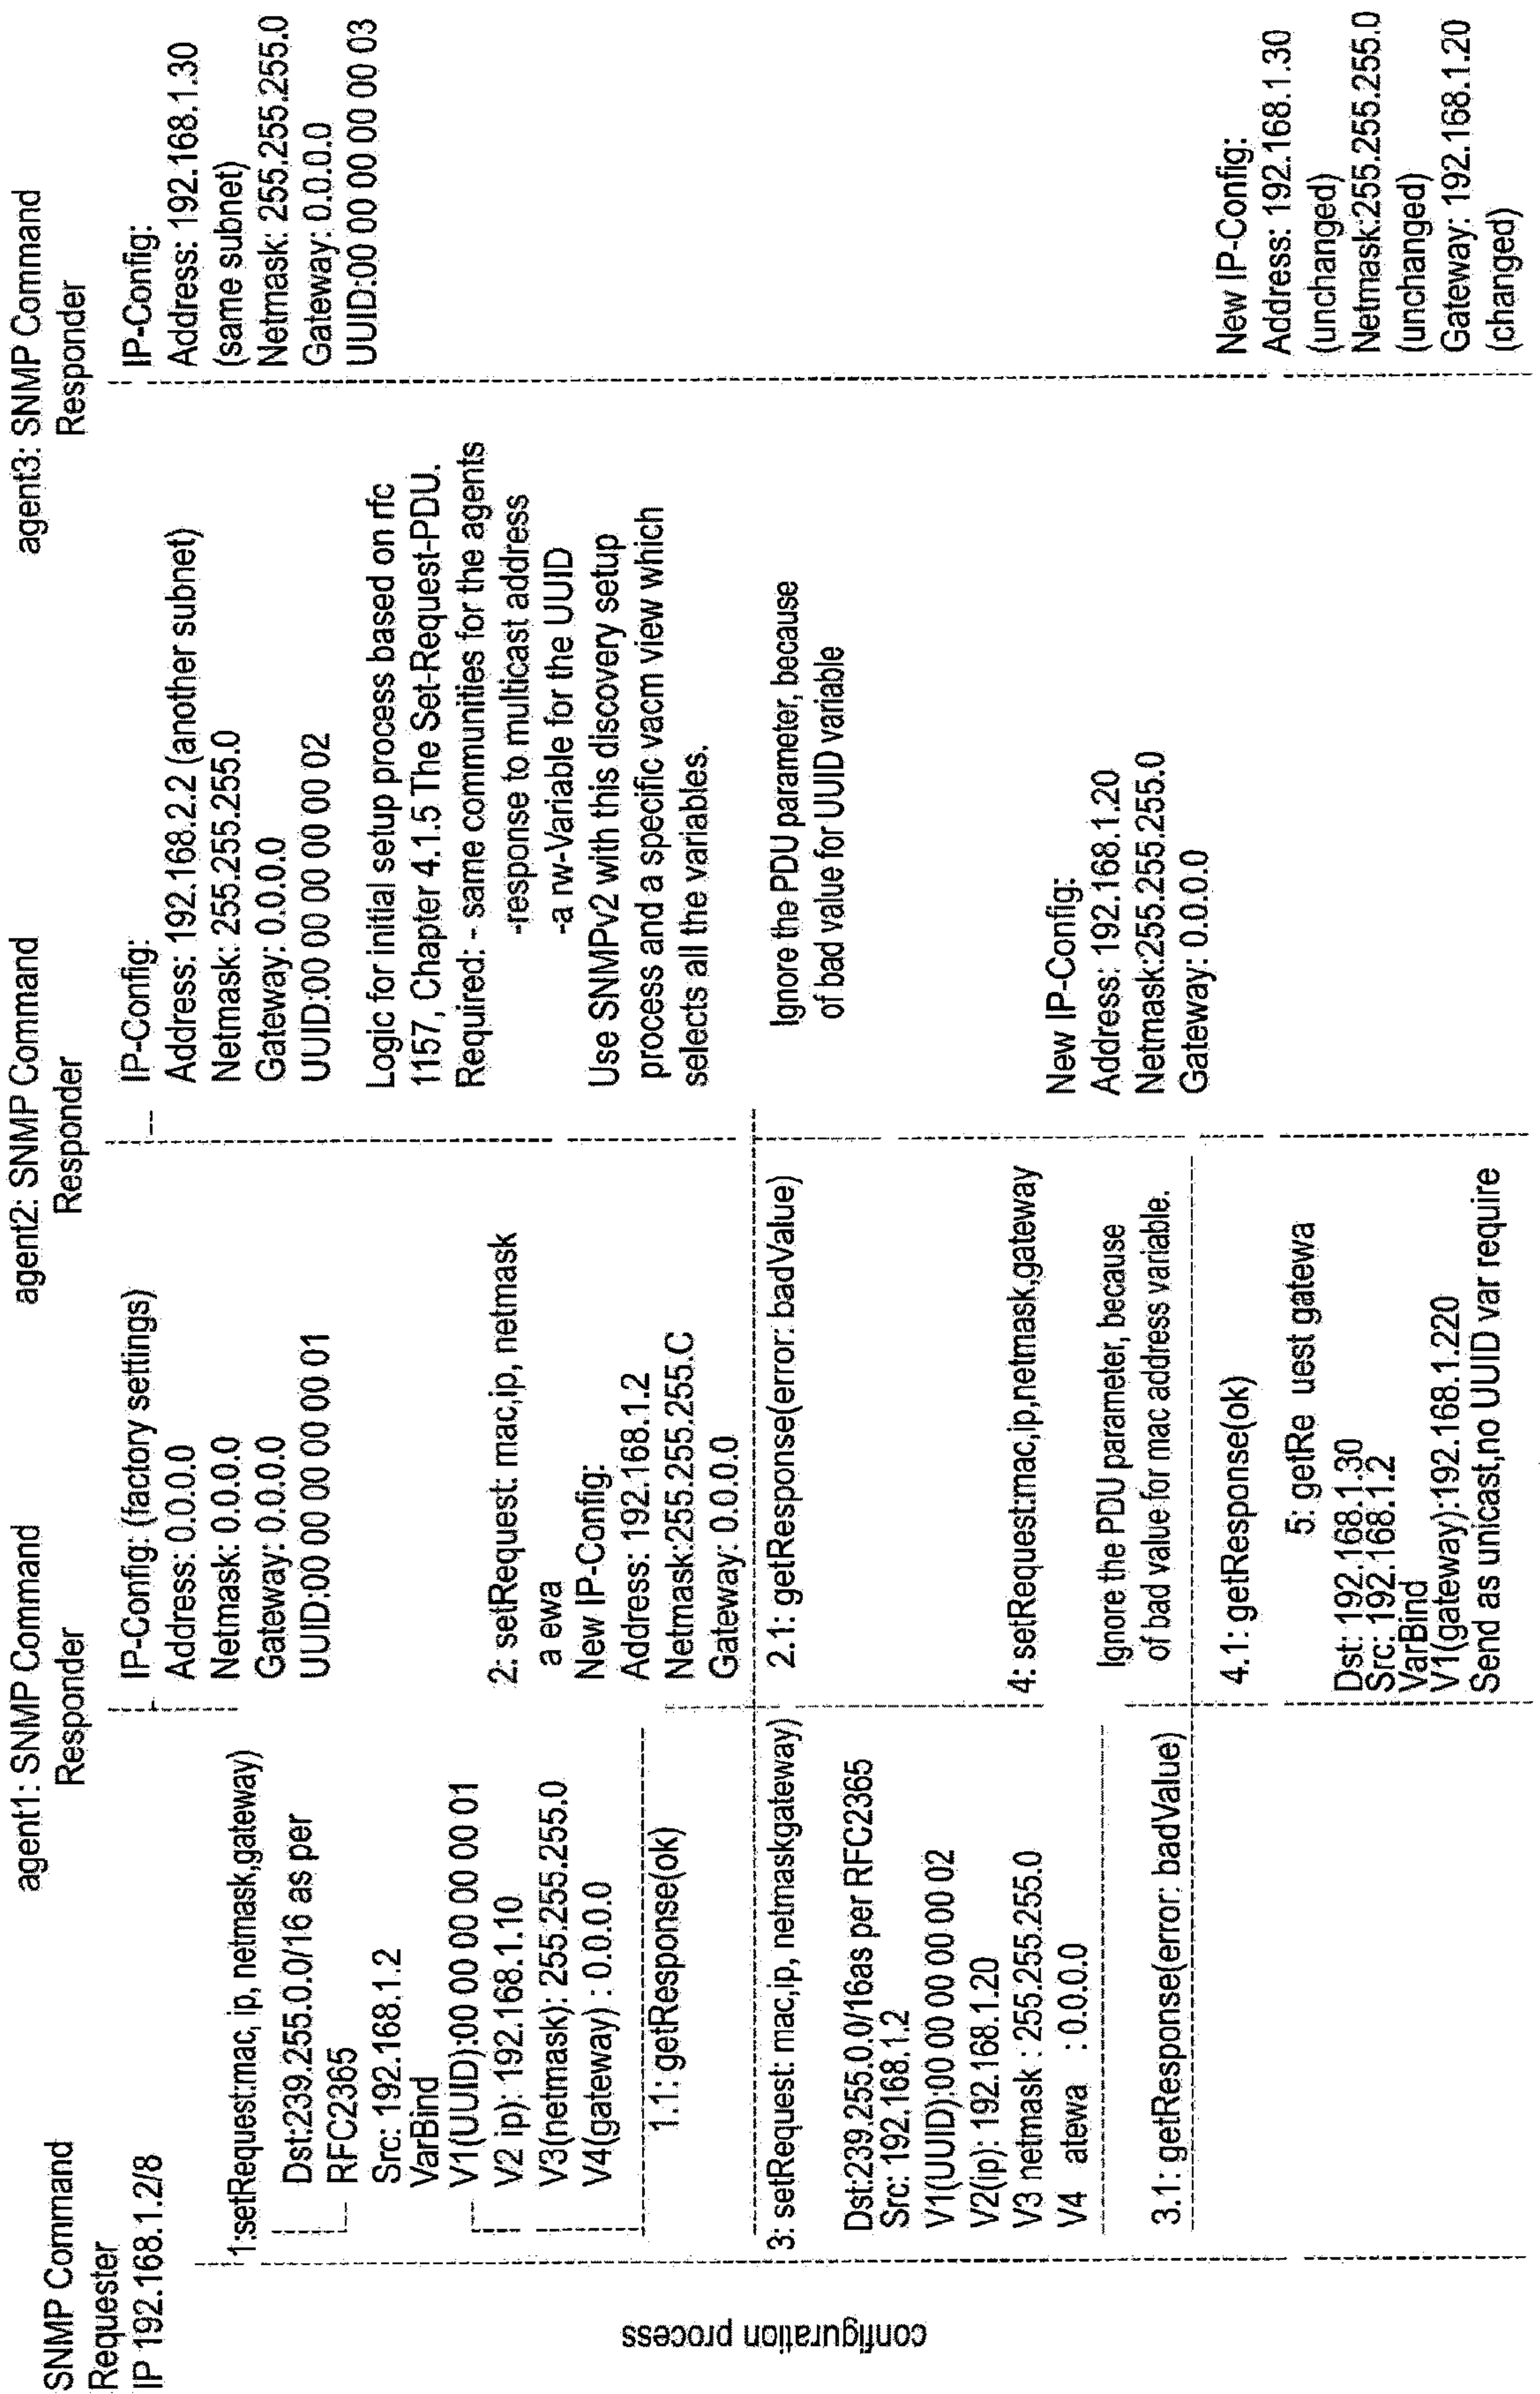 SNMP Command
Requester
IP 192.168.1.2/8
agent1: SNMP Command
Responder
agent2: SNMP Command
Responder
agent3: SNMP Command
Responder
configuration process
1:setRequest:mac, ip, netmask,gateway)
Dst:239.255.0.0/16 as per
RFC2365
Src: 192.168.1.2
VarBind
V1(UUID):00 00 00 00 00 01
V2 ip): 192.168.1.10
V3(netmask): 255.255.255.0
V4(gateway) : 0.0.0.0
1.1: getResponse(ok)
3: setRequest: mac,ip, netmaskgateway)
Dst:239.255.0.0/16as per RFC2365
Src: 192.168.1.2
V1(UUID):00 00 00 00 00 02
V2(ip): 192.168.1.20
V3 netmask : 255.255.255.0
V4 atewa : 0.0.0.0
3.1: getResponse(error: badValue)
IP-Config: (factory settings)
Address: 0.0.0.0
Netmask: 0.0.0.0
Gateway: 0.0.0.0
UUID:00 00 00 00 00 01
2: setRequest: mac,ip, netmask
a ewa
New IP-Config:
Address: 192.168.1.2
Netmask:255.255.255.C
Gateway: 0.0.0.0
2.1: getResponse(error: badValue)
4: setRequest:mac,ip,netmask,gateway
Ignore the PDU parameter, because
of bad value for mac address variable.
4.1: getResponse(ok)
5: getRe uest gatewa
Dst: 192.168.1.30
Src: 192.168.1.2
VarBind
V1(gateway):192.168.1.220
Send as unicast,no UUID var require
IP-Config:
Address: 192.168.2.2 (another subnet)
Netmask: 255.255.255.0
Gateway: 0.0.0.0
UUID:00 00 00 00 00 02
Logic for initial setup process based on rfc
1157, Chapter 4.1.5 The Set-Request-PDU.
Required: - same communities for the agents
-response to multicast address
-a rw-Variable for the UUID
Use SNMPv2 with this discovery setup
process and a specific vacm view which
selects all the variables.
Ignore the PDU parameter, because
of bad value for UUID variable
New IP-Config:
Address: 192.168.1.20
Netmask:255.255.255.0
Gateway: 0.0.0.0
IP-Config:
Address: 192.168.1.30
(same subnet)
Netmask: 255.255.255.0
Gateway: 0.0.0.0
UUID:00 00 00 00 00 03
New IP-Config:
Address: 192.168.1.30
(unchanged)
Netmask:255.255.255.0
(unchanged)
Gateway: 192.168.1.20
(changed)